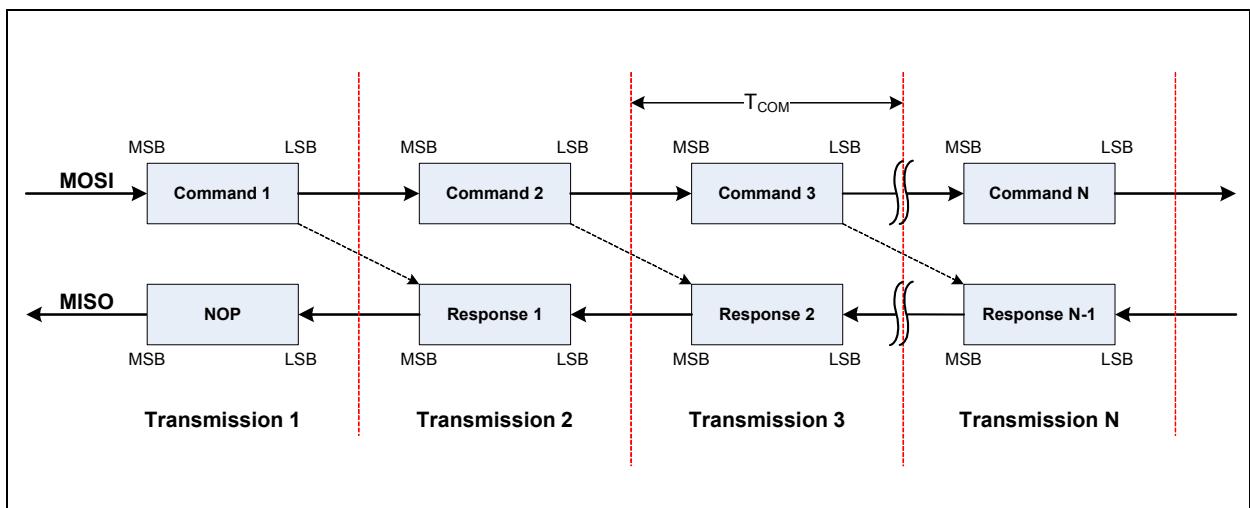 T_COM
MSB LSB MSB LSB MSB LSB MSB LSB
MOSI Command 1 Command 2 Command 3 Command N
MISO NOP Response 1 Response 2 Response N-1
MSB LSB MSB LSB MSB LSB MSB LSB
Transmission 1 Transmission 2 Transmission 3 Transmission N